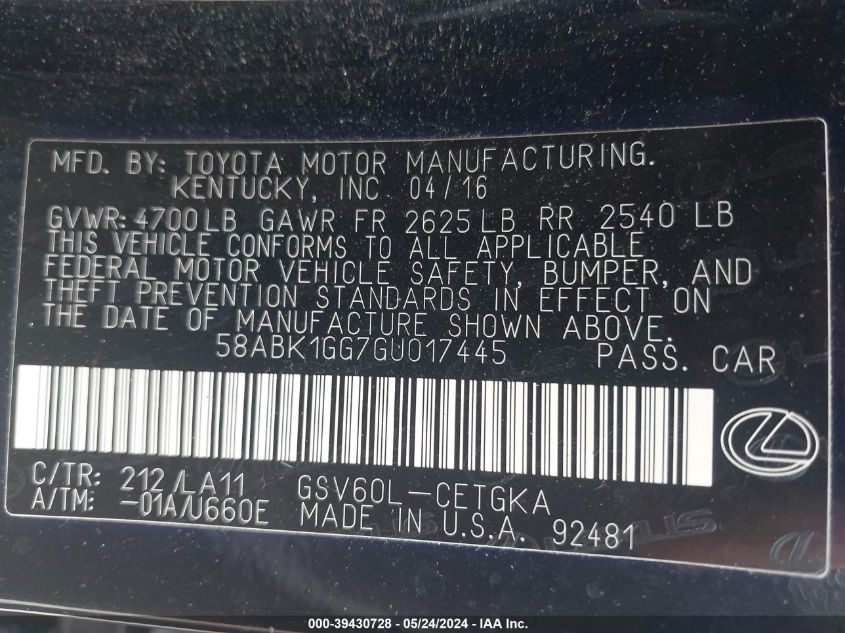 MFD. BY: TOYOTA MOTOR MANUFACTURING.
KENTUCKY, INC 04/16
GVWR: 4700LB GAWR FR 2625LB RR 2540 LB
THIS VEHICLE CONFORMS TO ALL APPLICABLE
FEDERAL MOTOR VEHICLE SAFETY, BUMPER, AND
THEFT PREVENTION STANDARDS IN EFFECT ON
THE DATE OF MANUFACTURE SHOWN ABOVE.
58ABK1GG7GU017445 PASS. CAR
C/TR: 212/LA11 GSV60L-CETGKA
A/TM: -01A/U660E MADE IN U.S.A. 92481
000-39430728 - 05/24/2024 - IAA Inc.